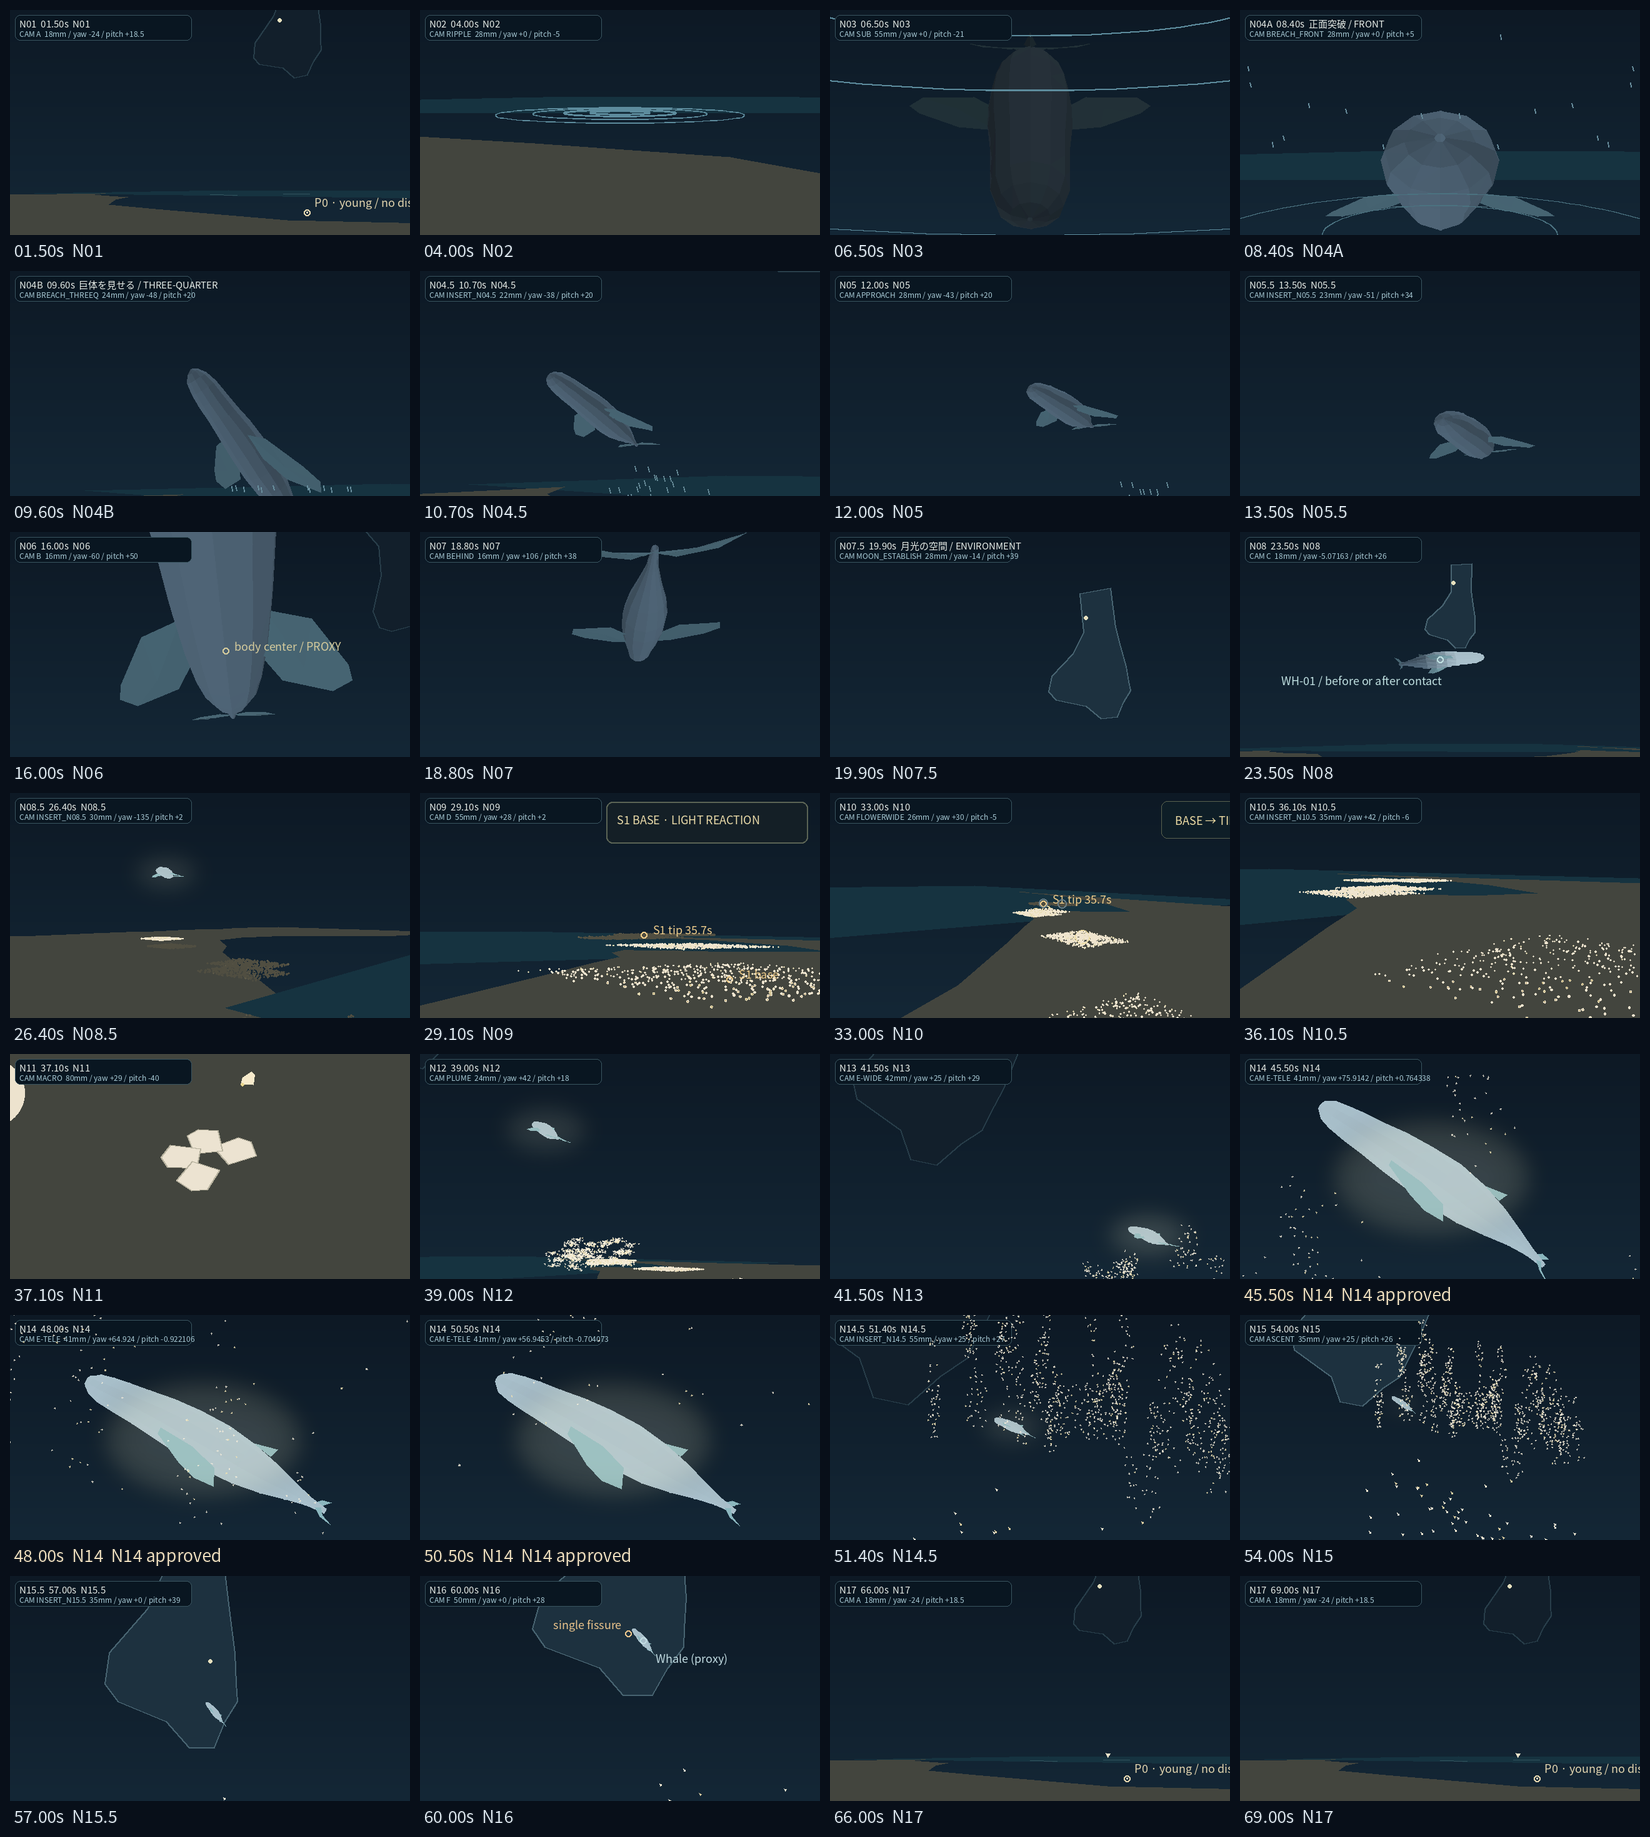 N01 01.50s N01
CAM A 18mm / yaw -24 / pitch +18.5
P0 · young / no dis
01.50s N01
N02 04.00s N02
CAM RIPPLE 28mm / yaw +0 / pitch -5
04.00s N02
N03 06.50s N03
CAM SUB 55mm / yaw +0 / pitch -21
06.50s N03
N04A 08.40s 正面突破 / FRONT
CAM BREACH_FRONT 28mm / yaw +0 / pitch +5
08.40s N04A
N04B 09.60s 巨体を見せる / THREE-QUARTER
CAM BREACH_THREEQ 24mm / yaw -48 / pitch +20
09.60s N04B
N04.5 10.70s N04.5
CAM INSERT_N04.5 22mm / yaw -38 / pitch +20
10.70s N04.5
N05 12.00s N05
CAM APPROACH 28mm / yaw -43 / pitch +20
12.00s N05
N05.5 13.50s N05.5
CAM INSERT_N05.5 23mm / yaw -51 / pitch +34
13.50s N05.5
N06 16.00s N06
CAM B 16mm / yaw -60 / pitch +50
body center / PROXY
16.00s N06
N07 18.80s N07
CAM BEHIND 16mm / yaw +106 / pitch +38
18.80s N07
N07.5 19.90s 月光の空間 / ENVIRONMENT
CAM MOON_ESTABLISH 28mm / yaw -14 / pitch +39
19.90s N07.5
N08 23.50s N08
CAM C 18mm / yaw -5.07163 / pitch +26
WH-01 / before or after contact
23.50s N08
N08.5 26.40s N08.5
CAM INSERT_N08.5 30mm / yaw -135 / pitch +2
26.40s N08.5
N09 29.10s N09
CAM D 55mm / yaw +28 / pitch +2
S1 BASE · LIGHT REACTION
S1 tip 35.7s
29.10s N09
N10 33.00s N10
CAM FLOWERWIDE 26mm / yaw +30 / pitch -5
BASE → TI
S1 tip 35.7s
33.00s N10
N10.5 36.10s N10.5
CAM INSERT_N10.5 35mm / yaw +42 / pitch -6
36.10s N10.5
N11 37.10s N11
CAM MACRO 80mm / yaw +29 / pitch -40
37.10s N11
N12 39.00s N12
CAM PLUME 24mm / yaw +42 / pitch +18
39.00s N12
N13 41.50s N13
CAM E-WIDE 42mm / yaw +25 / pitch +29
41.50s N13
N14 45.50s N14
CAM E-TELE 41mm / yaw +75.9142 / pitch +0.764338
45.50s N14 N14 approved
N14 48.00s N14
CAM E-TELE 41mm / yaw +64.924 / pitch -0.922106
48.00s N14 N14 approved
N14 50.50s N14
CAM E-TELE 41mm / yaw
50.50s N14 N14 approved
N14.5 51.40s N14.5
CAM INSERT_N14.5 55mm / yaw +25 / pitch
51.40s N14.5
N15 54.00s N15
CAM ASCENT 35mm / yaw +25 / pitch +26
54.00s N15
N15.5 57.00s N15.5
CAM INSERT_N15.5 35mm / yaw +0 / pitch +39
57.00s N15.5
N16 60.00s N16
CAM F 50mm / yaw +0 / pitch +28
single fissure
Whale (proxy)
60.00s N16
N17 66.00s N17
CAM A 18mm / yaw -24 / pitch +18.5
P0 · young / no dis
66.00s N17
N17 69.00s N17
CAM A 18mm / yaw -24 / pitch +18.5
P0 · young / no dis
69.00s N17